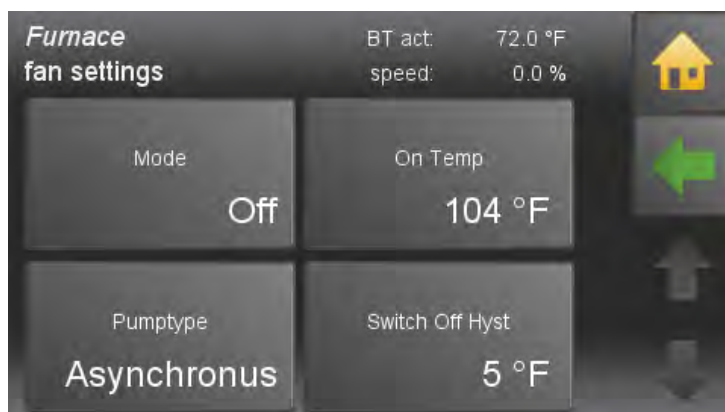 Furnace BT act: 72.0 °F
fan settings speed: 0.0 %
Mode On Temp
Off 104 °F
Pumptype Switch Off Hyst
Asynchronus 5 °F